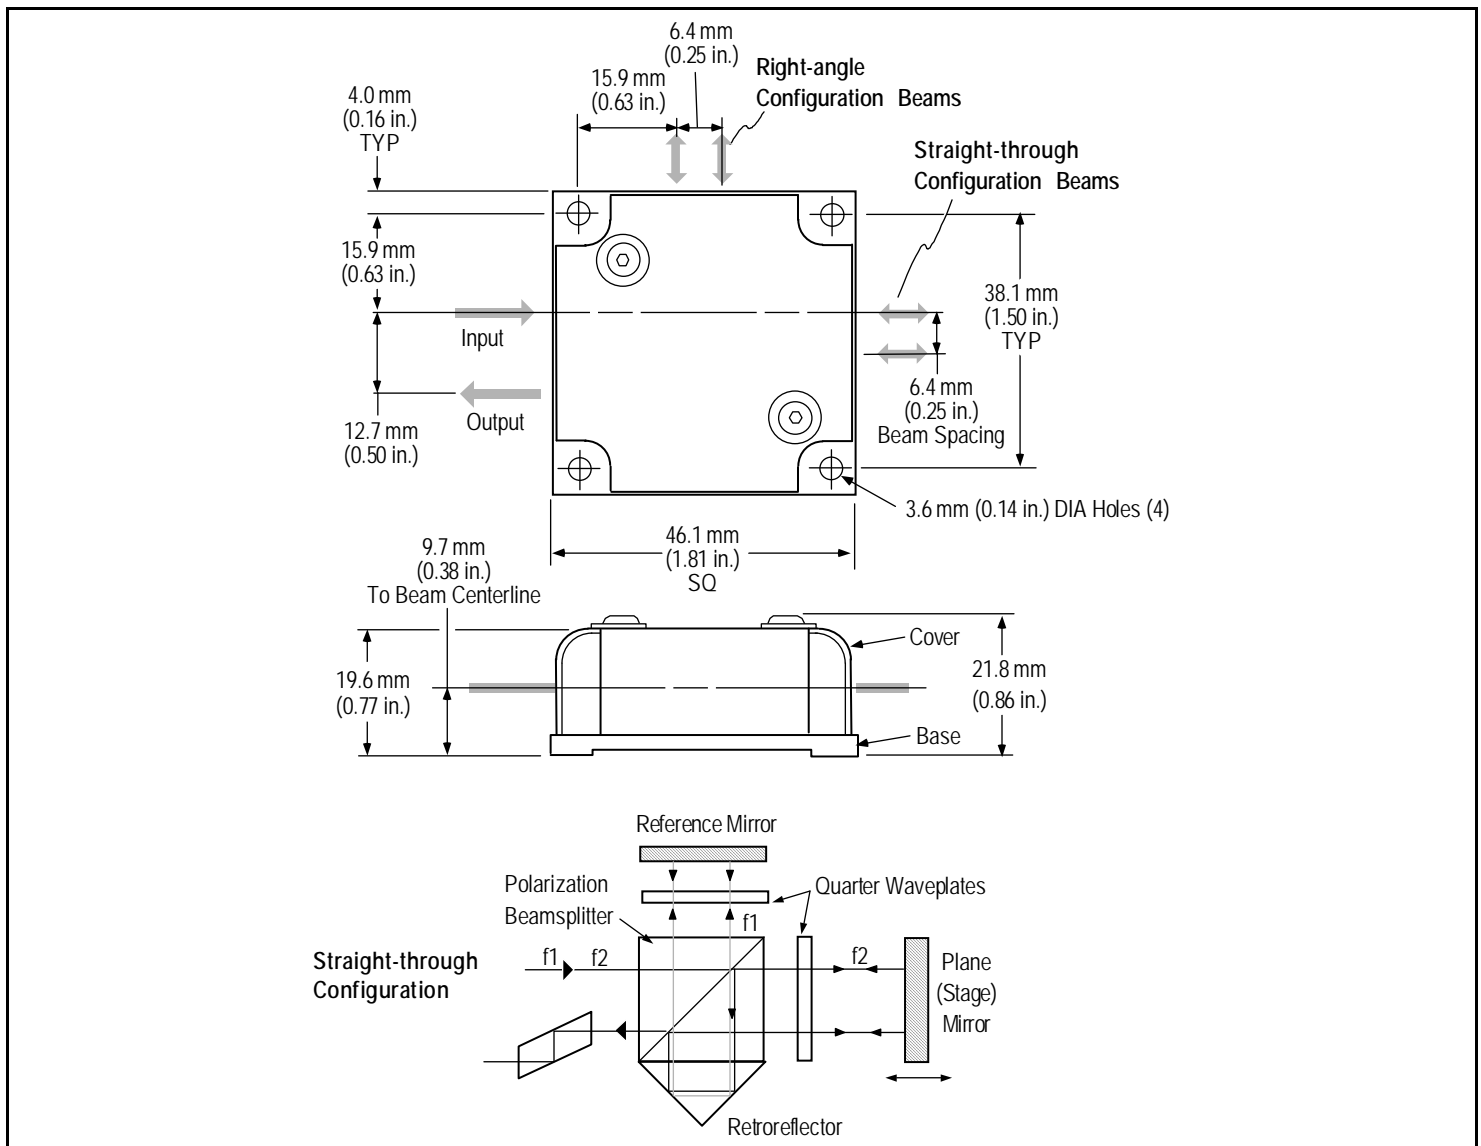 6.4 mm
(0.25 in.)
15.9 mm
(0.63 in.)
Right-angle
Configuration Beams
4.0 mm
(0.16 in.)
TYP
Straight-through
Configuration Beams
15.9 mm
(0.63 in.)
38.1 mm
(1.50 in.)
TYP
Input
6.4 mm
(0.25 in.)
Beam Spacing
Output
12.7 mm
(0.50 in.)
3.6 mm (0.14 in.) DIA Holes (4)
46.1 mm
(1.81 in.)
SQ
9.7 mm
(0.38 in.)
To Beam Centerline
Cover
19.6 mm
(0.77 in.)
21.8 mm
(0.86 in.)
Base
Reference Mirror
Polarization
Beamsplitter
Quarter Waveplates
f1
Straight-through
Configuration
f1
f2
f2
Plane
(Stage)
Mirror
Retroreflector